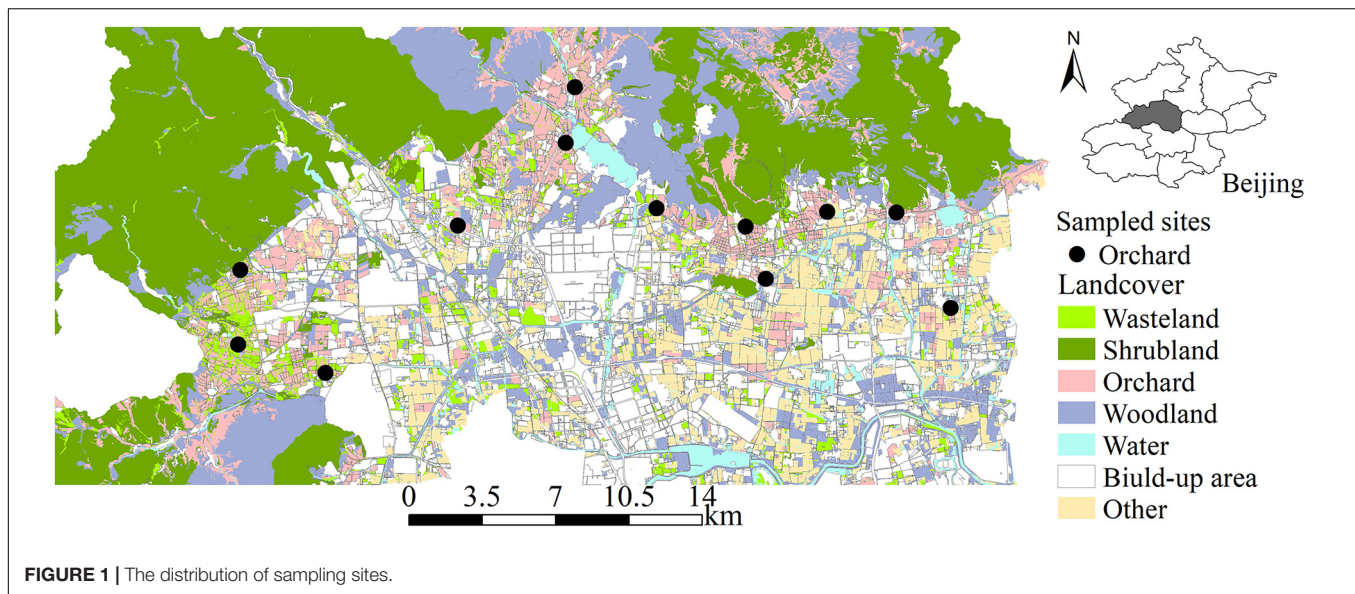 N
Beijing
Sampled sites
Orchard
Landcover
Wasteland
Shrubland
Orchard
Woodland
Water
Biuld-up area
Other
0 3.5 7 10.5 14
km
FIGURE 1 | The distribution of sampling sites.